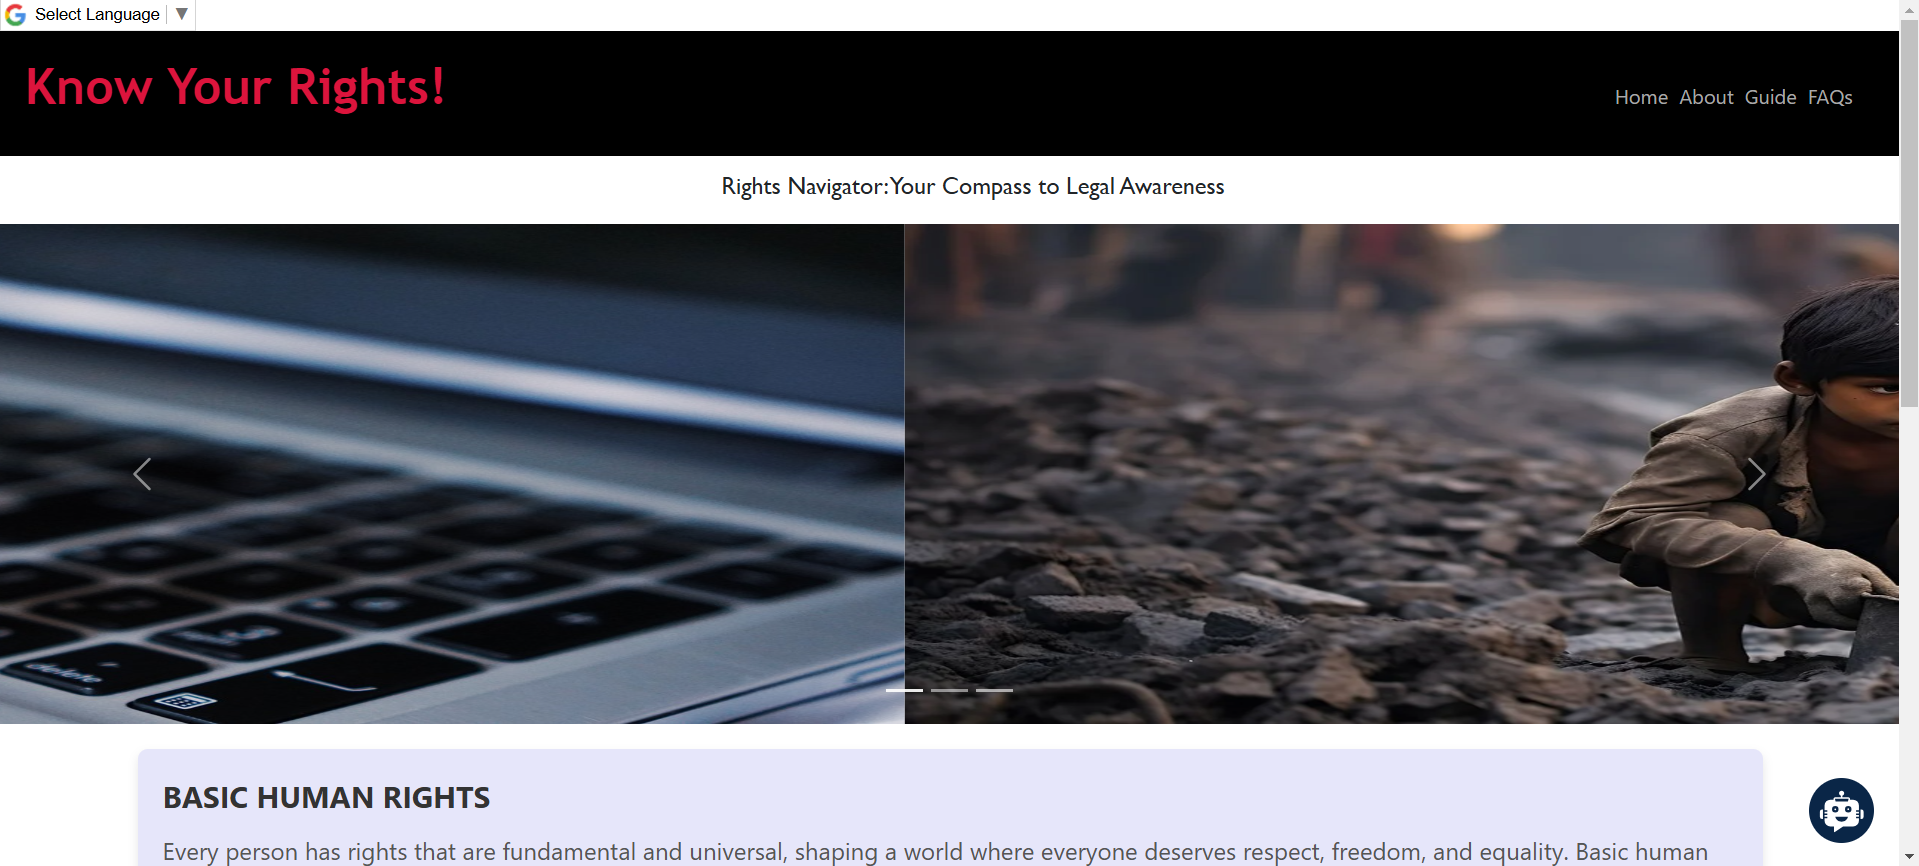 Select Language ▼
Know Your Rights!
Home About Guide FAQs
Rights Navigator:Your Compass to Legal Awareness
delete
BASIC HUMAN RIGHTS
Every person has rights that are fundamental and universal, shaping a world where everyone deserves respect, freedom, and equality. Basic human